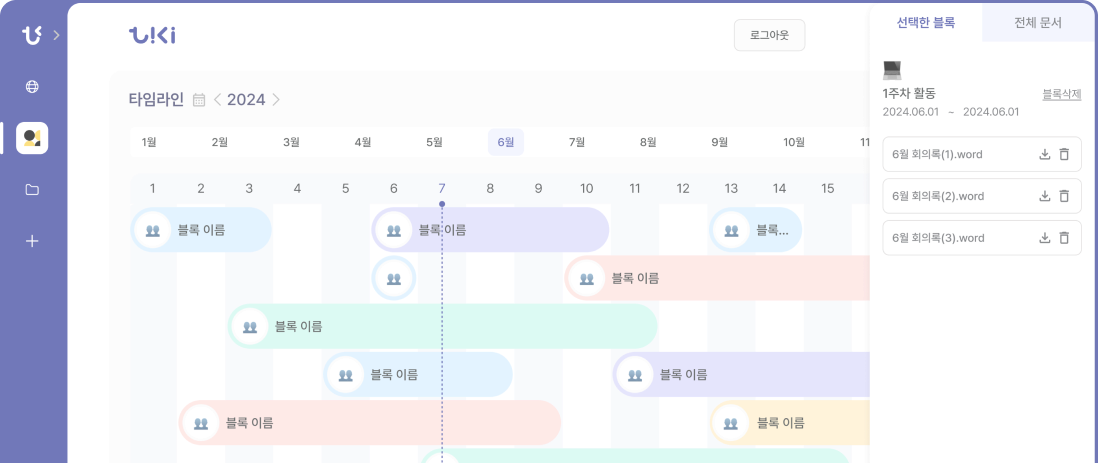 tiKi
로그아웃
선택한 블록
전체 문서
타임라인 < 2024 >
1월 2월 3월 4월 5월 6월 7월 8월 9월 10월 11
1 2 3 4 5 6 7 8 9 10 11 12 13 14 15
블록 이름
블록 이름
블록...
블록 이름
블록 이름
블록 이름
블록 이름
블록 이름
블록 이름
1주차 활동
블록삭제
2024.06.01 ~ 2024.06.01
6월 회의록(1).word
6월 회의록(2).word
6월 회의록(3).word